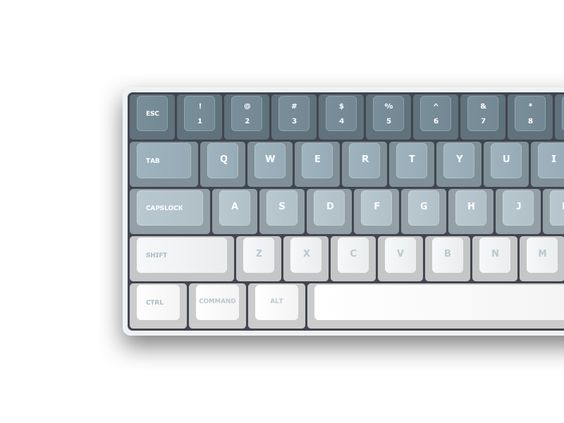 ESC ! @ # $ % ^ & *
1 2 3 4 5 6 7 8
TAB Q W E R T Y U I
CAPSLOCK A S D F G H J
SHIFT Z X C V B N M
CTRL COMMAND ALT